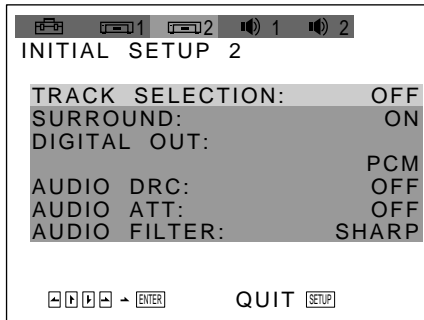 1 2 1 2
INITIAL SETUP 2
TRACK SELECTION: OFF
SURROUND: ON
DIGITAL OUT:
PCM
AUDIO DRC: OFF
AUDIO ATT: OFF
AUDIO FILTER: SHARP
ENTER QUIT SETUP